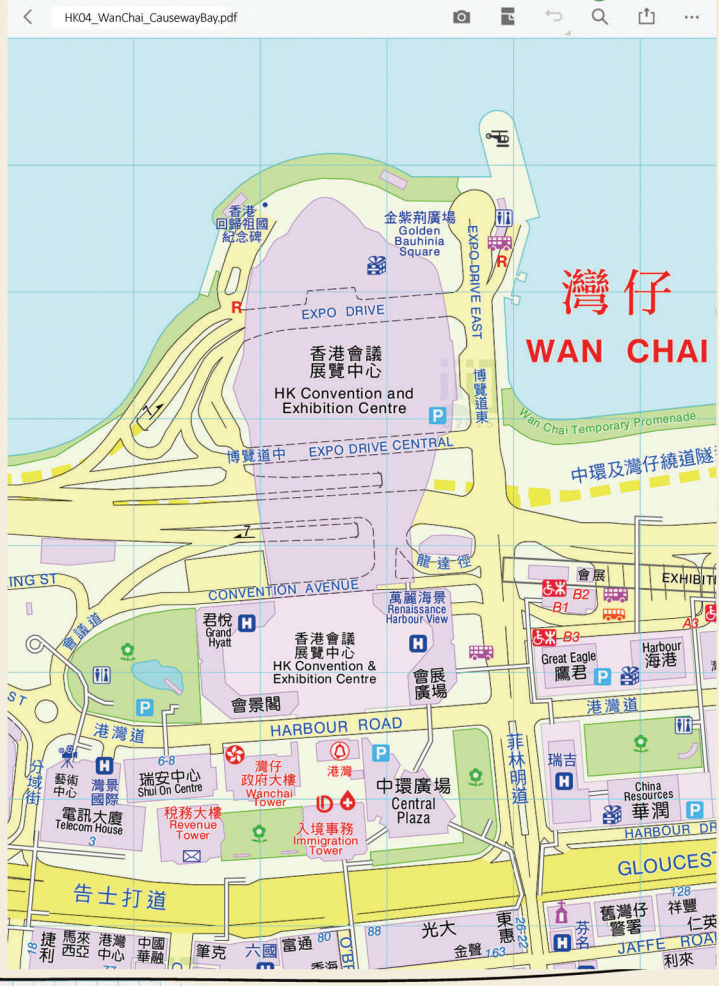 HK04_WanChai_CausewayBay.pdf
香港
回歸祖國
紀念碑
金紫荊廣場
Golden
Bauhinia
Square
R
R
EXPO DRIVE EAST
EXPO DRIVE
灣仔
WAN CHAI
香港會議
展覽中心
HK Convention and
Exhibition Centre
P
博覽道東
Wan Chai Temporary Promenade
7
博覽道中 EXPO DRIVE CENTRAL
中環及灣仔繞道隧
7
龍達徑
ING ST
CONVENTION AVENUE
會展
EXHIBITI
B2
B1
B3
A3
會議道
君悅
Grand
Hyatt
H
萬麗海景
Renaissance
Harbour View
H
香港會議
展覽中心
HK Convention &
Exhibition Centre
Great Eagle
鷹君
P
Harbour
海港
會展
廣場
會景閣
P
ST
港灣道
HARBOUR ROAD
港灣道
菲林明道
分域街
藝術
中心
H
灣景
國際
6-8
瑞安中心
Shui On Centre
灣仔
政府大樓
Wanchai
Tower
港灣
P
中環廣場
Central
Plaza
瑞吉
H
China
Resources
華潤
P
電訊大廈
Telecom House
3
稅務大樓
Revenue
Tower
入境事務
Immigration
Tower
HARBOUR DR
GLOUCEST
告士打道
18
捷利
馬來
西亞
港灣
中心
77
中國
華融
筆克
六國
H
富通
80
香海
O'BR
88
光大
金聲
163
東惠
26-22
H
芬名
舊灣仔
警署
128
祥豐
仁英
JAFFE ROA
利來